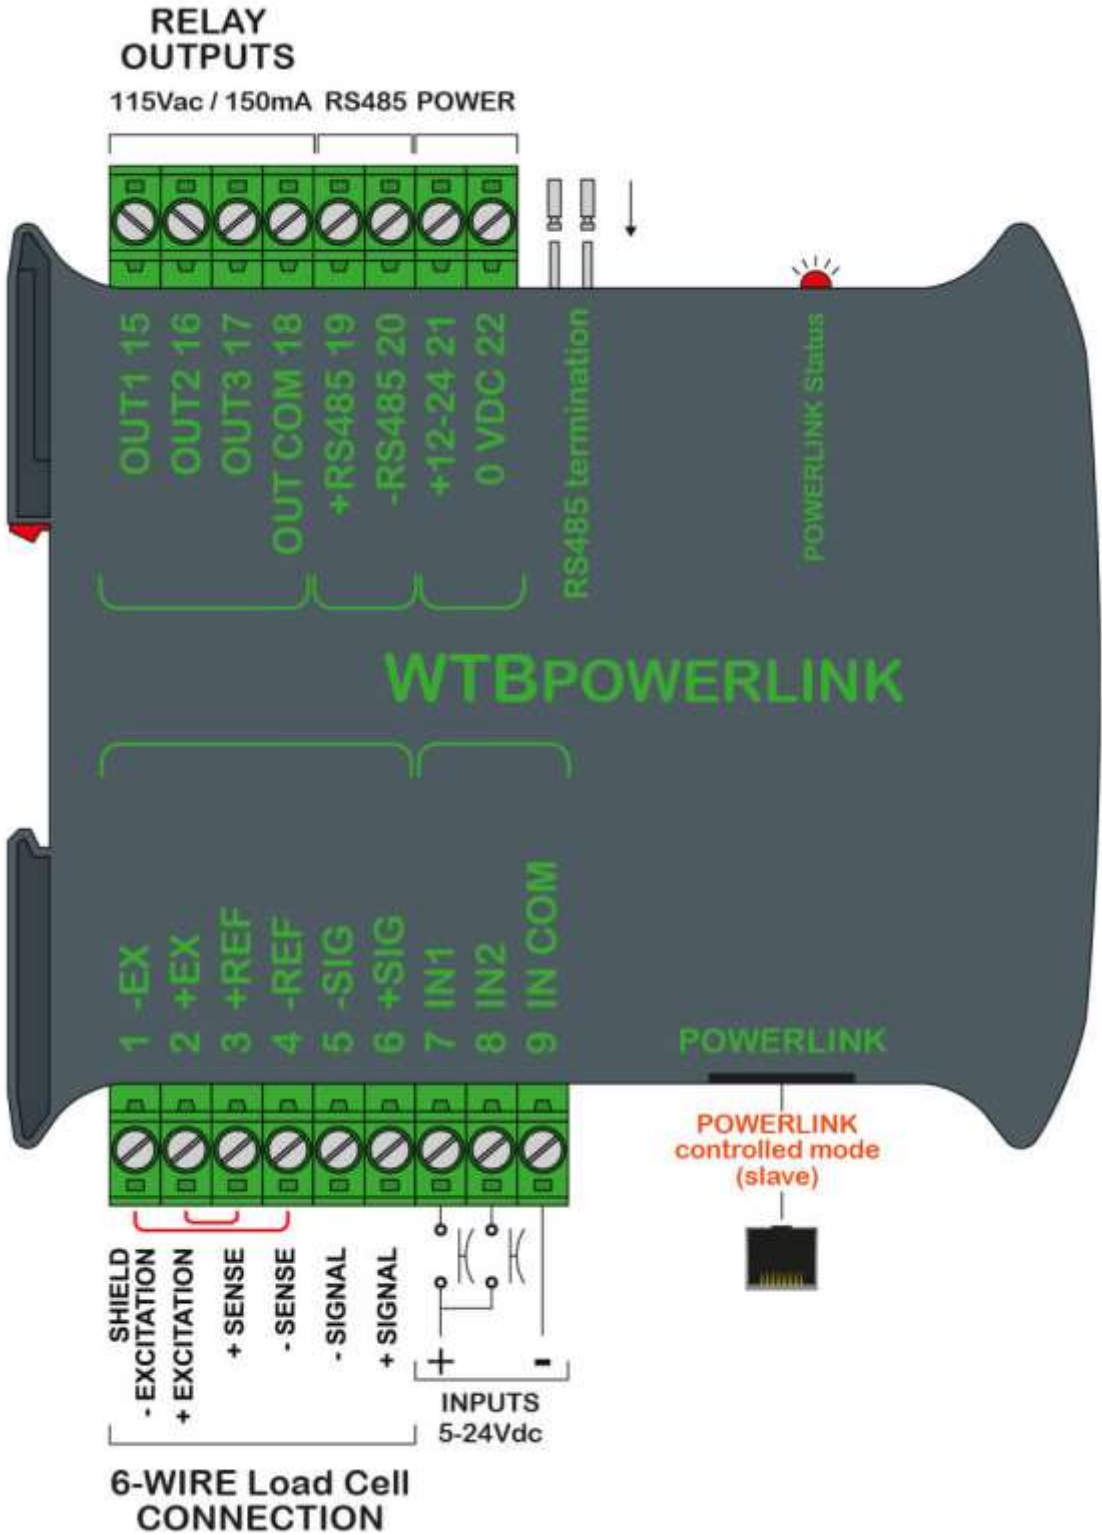 RELAY
OUTPUTS
115Vac / 150mA RS485 POWER
OUT1 15
OUT2 16
OUT3 17
OUT COM 18
+RS485 19
-RS485 20
+12-24 21
0 VDC 22
RS485 termination
POWERLINK Status
WTBPOWERLINK
1 -EX
2 +EX
3 +REF
4 -REF
5 -SIG
6 +SIG
7 IN1
8 IN2
9 IN COM
POWERLINK
POWERLINK
controlled mode
(slave)
SHIELD
- EXCITATION
+ EXCITATION
+ SENSE
- SENSE
- SIGNAL
+ SIGNAL
+ -
INPUTS
5-24Vdc
6-WIRE Load Cell
CONNECTION